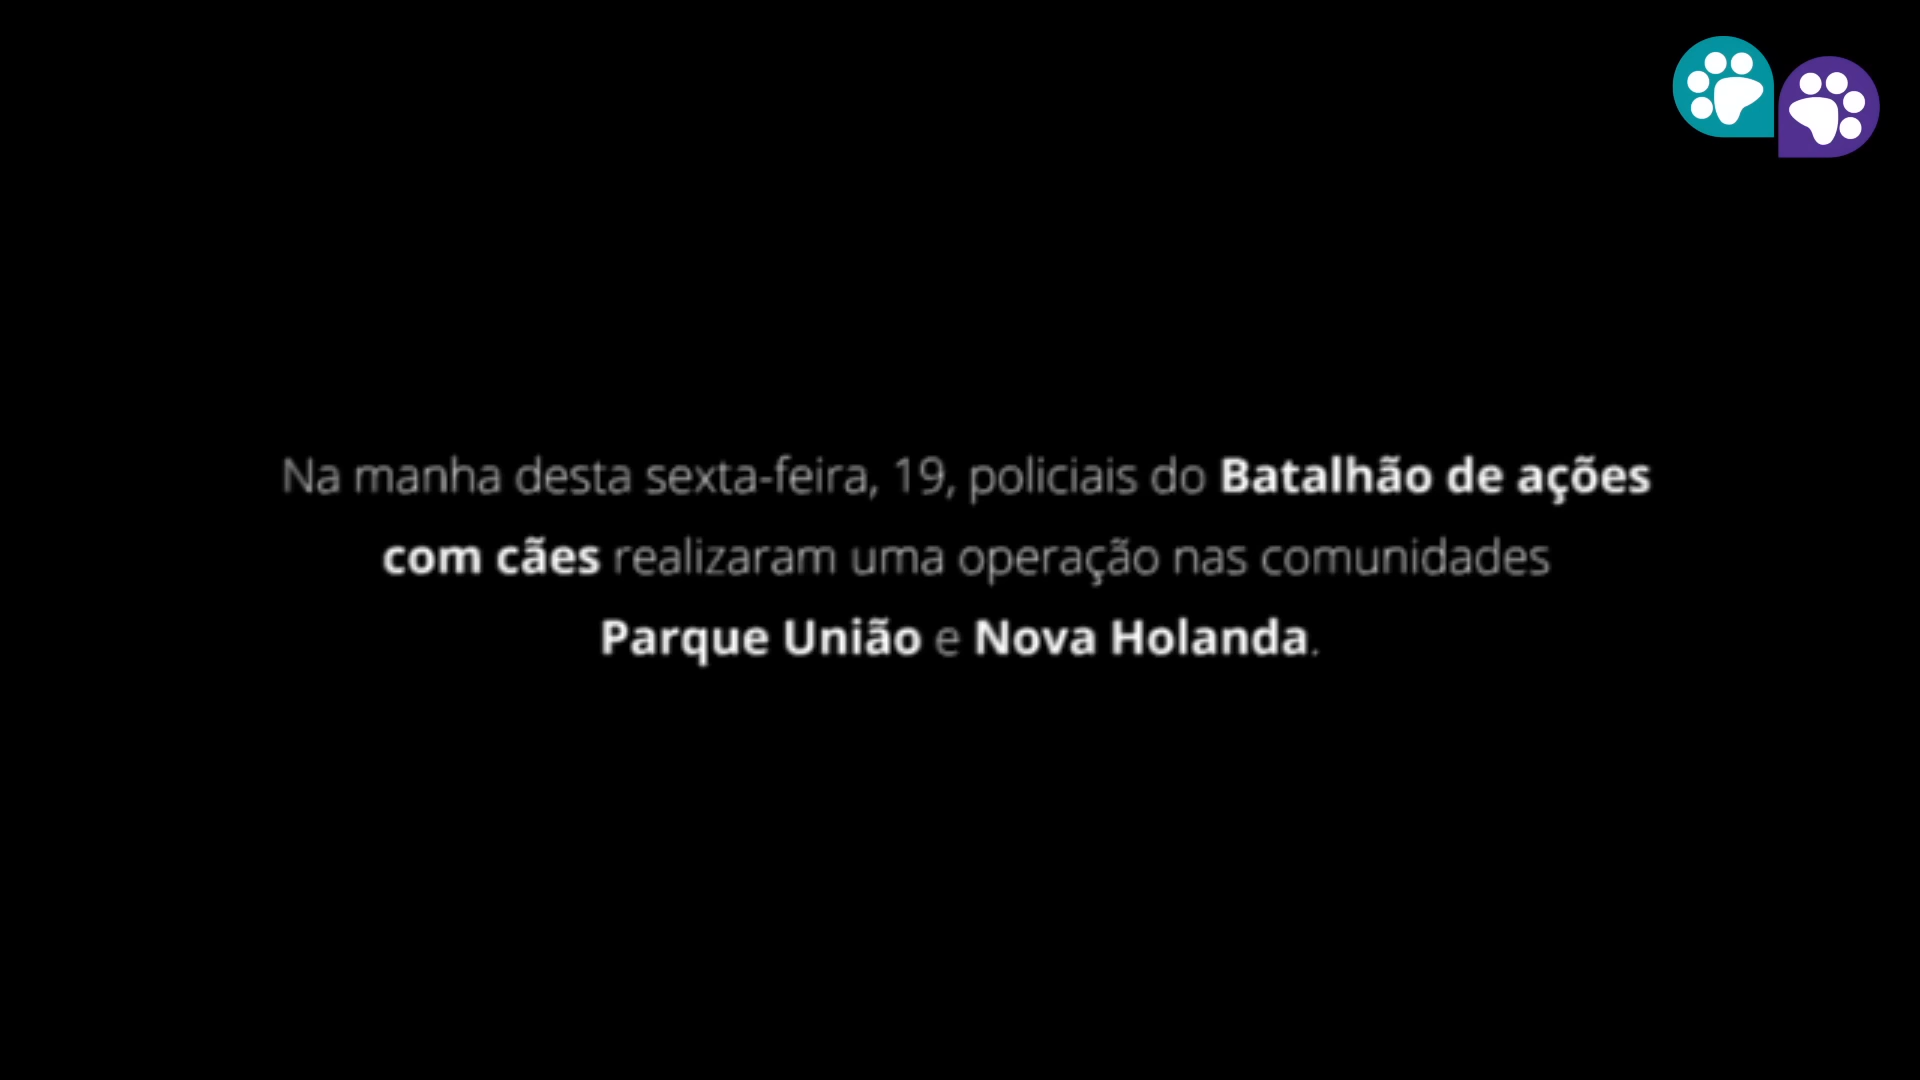 Na manha desta sexta-feira, 19, policiais do Batalhão de ações
com cães realizaram uma operação nas comunidades
Parque União e Nova Holanda.